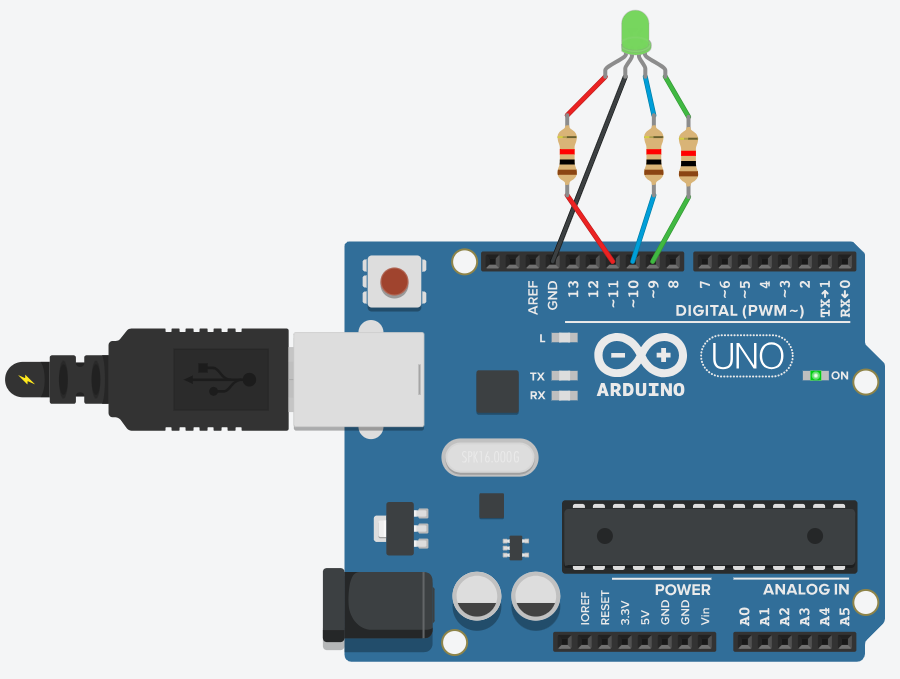 AREF
GND
13
12
~11
~10
~9
8
7
~6
~5
4
~3
2
TX→1
RX←0
DIGITAL (PWM~)
L
TX
RX
ARDUINO
UNO
ON
SPK16.000G
POWER
ANALOG IN
IOREF
RESET
3.3V
5V
GND
GND
Vin
A0
A1
A2
A3
A4
A5